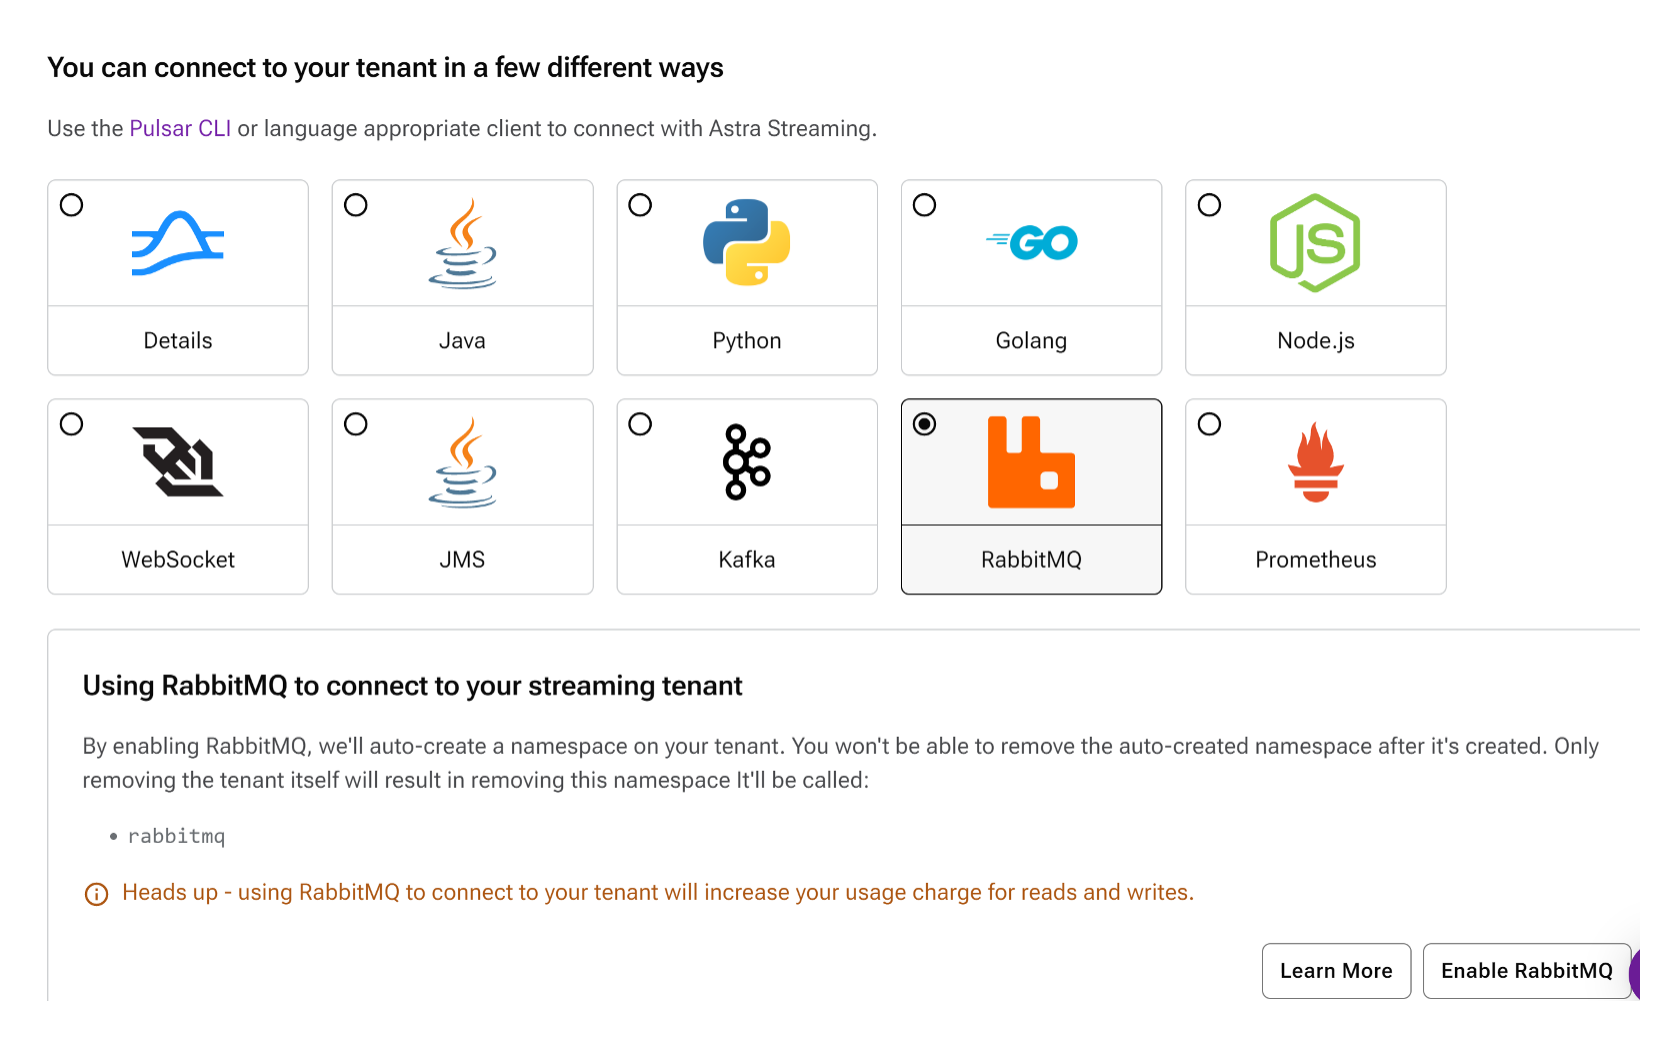 You can connect to your tenant in a few different ways
Use the Pulsar CLI or language appropriate client to connect with Astra Streaming.
GO
JS
Details
Java
Python
Golang
Node.js
WebSocket
JMS
Kafka
RabbitMQ
Prometheus
Using RabbitMQ to connect to your streaming tenant
By enabling RabbitMQ, we'll auto-create a namespace on your tenant. You won't be able to remove the auto-created namespace after it's created. Only
removing the tenant itself will result in removing this namespace It'll be called:
• rabbitmq
Heads up - using RabbitMQ to connect to your tenant will increase your usage charge for reads and writes.
Learn More
Enable RabbitMQ